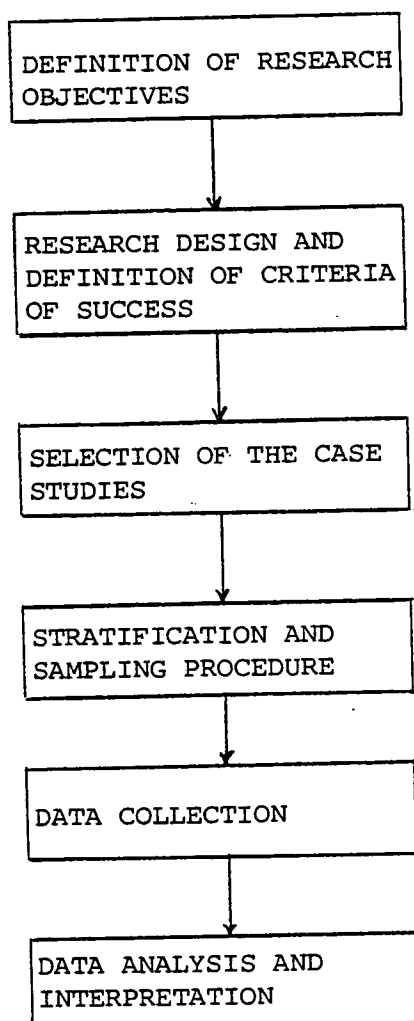 DEFINITION OF RESEARCH
OBJECTIVES
RESEARCH DESIGN AND
DEFINITION OF CRITERIA
OF SUCCESS
SELECTION OF THE CASE
STUDIES
STRATIFICATION AND
SAMPLING PROCEDURE
DATA COLLECTION
DATA ANALYSIS AND
INTERPRETATION